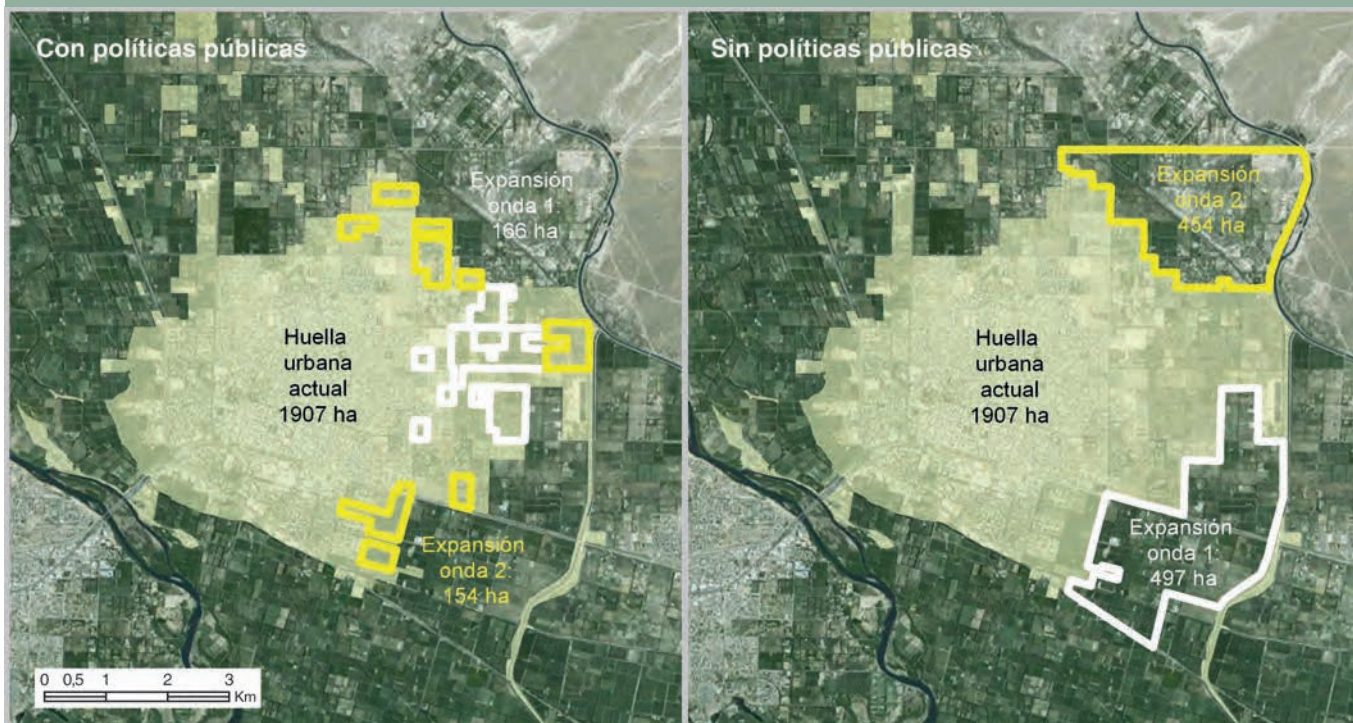 Con políticas públicas
Expansión
onda 1:
166 ha
Huella
urbana
actual
1907 ha
Expansión
onda 2:
154 ha
0 0,5 1 2 3
Km
Sin políticas públicas
Expansión
onda 2:
454 ha
Huella
urbana
actual
1907 ha
Expansión
onda 1:
497 ha